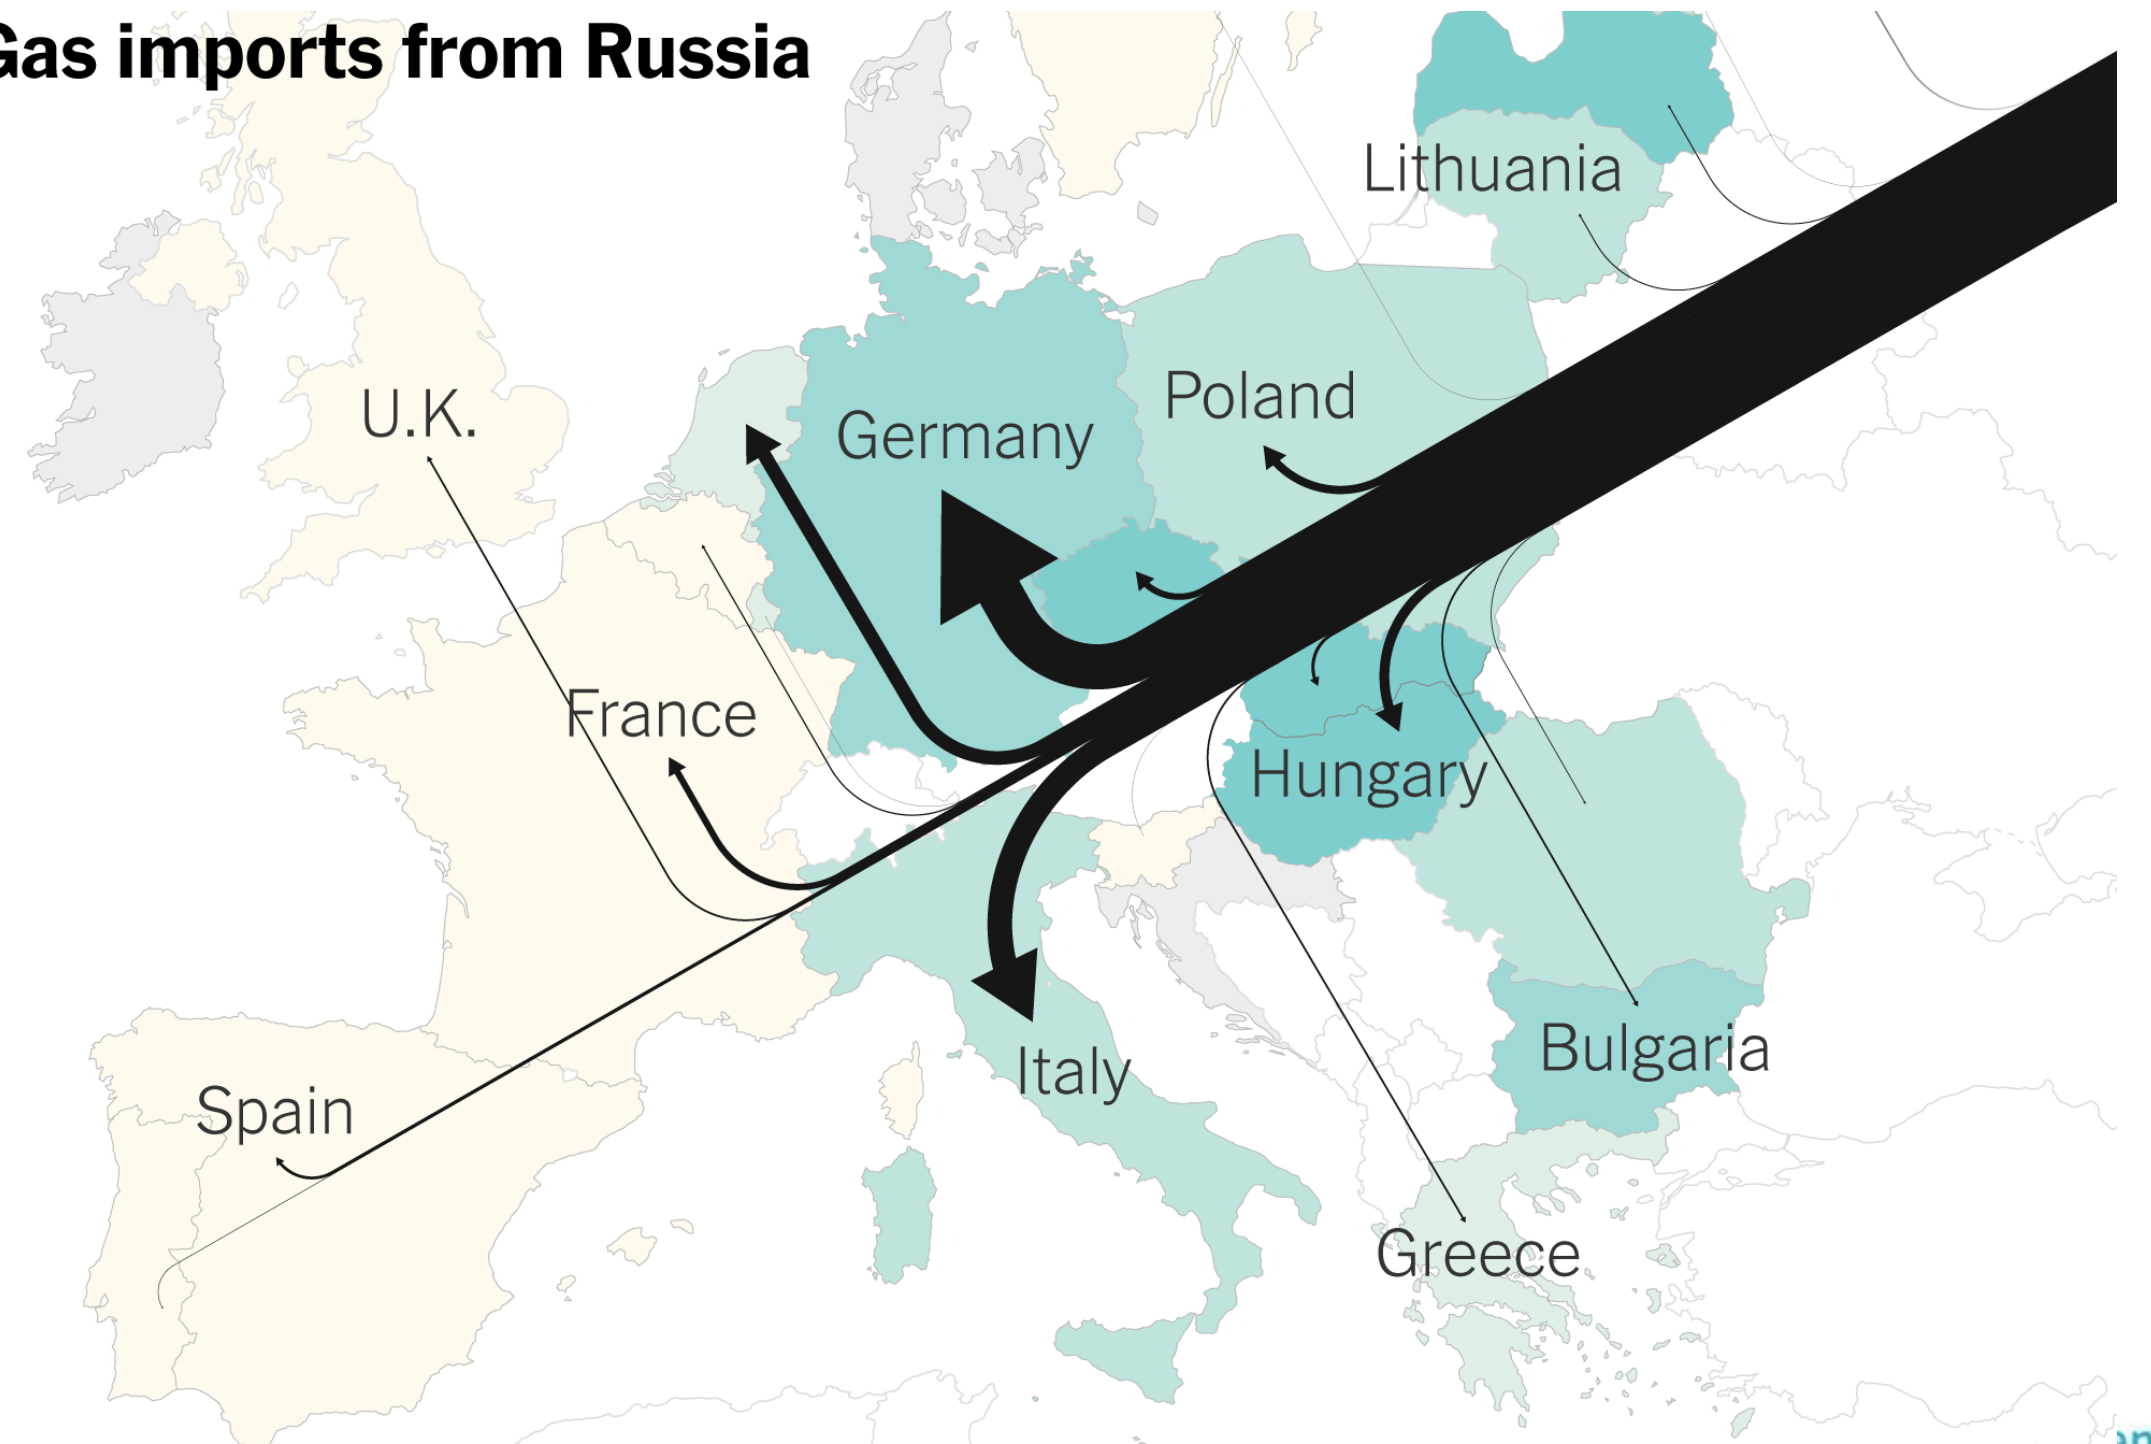 Gas imports from Russia
Lithuania
Poland
U.K.
Germany
France
Hungary
Bulgaria
Italy
Spain
Greece